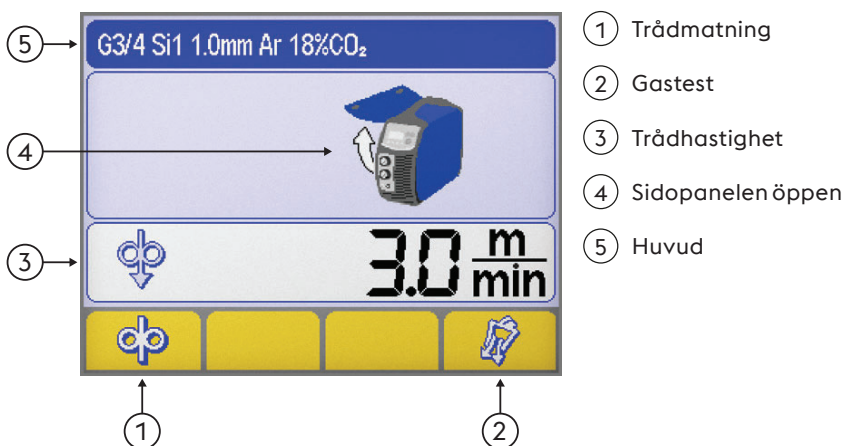 G3/4 Si1 1.0mm Ar 18%CO₂
3.0 m/min
5
4
3
1
2
1 Trådmatning
2 Gastest
3 Trådhastighet
4 Sidopanelen öppen
5 Huvud